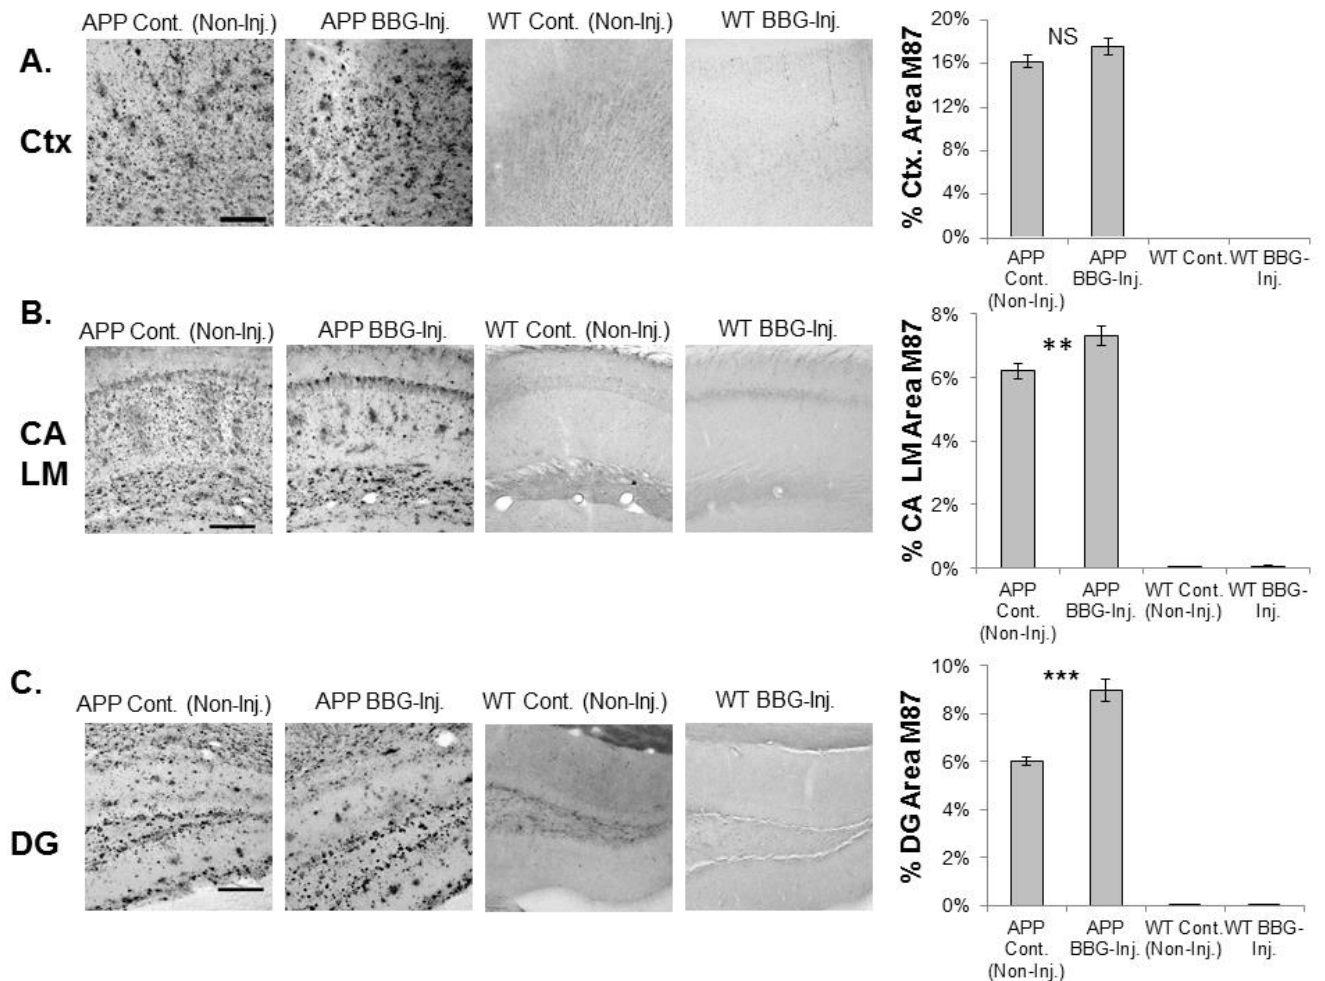 A.
Ctx
APP Cont. (Non-Inj.) APP BBG-Inj. WT Cont. (Non-Inj.) WT BBG-Inj.
% Ctx. Area M87
20%
16%
12%
8%
4%
0%
NS
APP Cont. (Non-Inj.)
APP BBG-Inj.
WT Cont.
WT BBG-Inj.
B.
CA
LM
APP Cont. (Non-Inj.) APP BBG-Inj. WT Cont. (Non-Inj.) WT BBG-Inj.
% CA LM Area M87
8%
6%
4%
2%
0%
**
APP
Cont.
(Non-Inj.)
APP
BBG-Inj.
WT Cont.
(Non-Inj.)
WT BBG-
Inj.
C.
DG
APP Cont. (Non-Inj.) APP BBG-Inj. WT Cont. (Non-Inj.) WT BBG-Inj.
% DG Area M87
10%
8%
6%
4%
2%
0%
***
APP
Cont.
(Non-Inj.)
APP
BBG-Inj.
WT Cont.
(Non-Inj.)
WT BBG-
Inj.